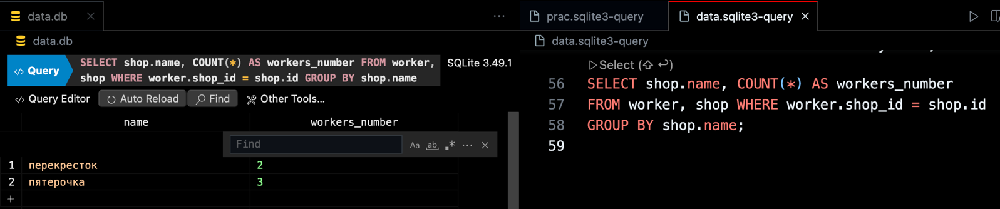 data.db
data.db
Query
SELECT shop.name, COUNT(*) AS workers_number FROM worker,
shop WHERE worker.shop_id = shop.id GROUP BY shop.name
SQLite 3.49.1
Query Editor Auto Reload Find Other Tools...
name workers_number
Find Aa ab .* ...
1 перекресток 2
2 пятерочка 3
+
prac.sqlite3-query data.sqlite3-query
data.sqlite3-query
Select (⇧ ↩)
56 SELECT shop.name, COUNT(*) AS workers_number
57 FROM worker, shop WHERE worker.shop_id = shop.id
58 GROUP BY shop.name;
59